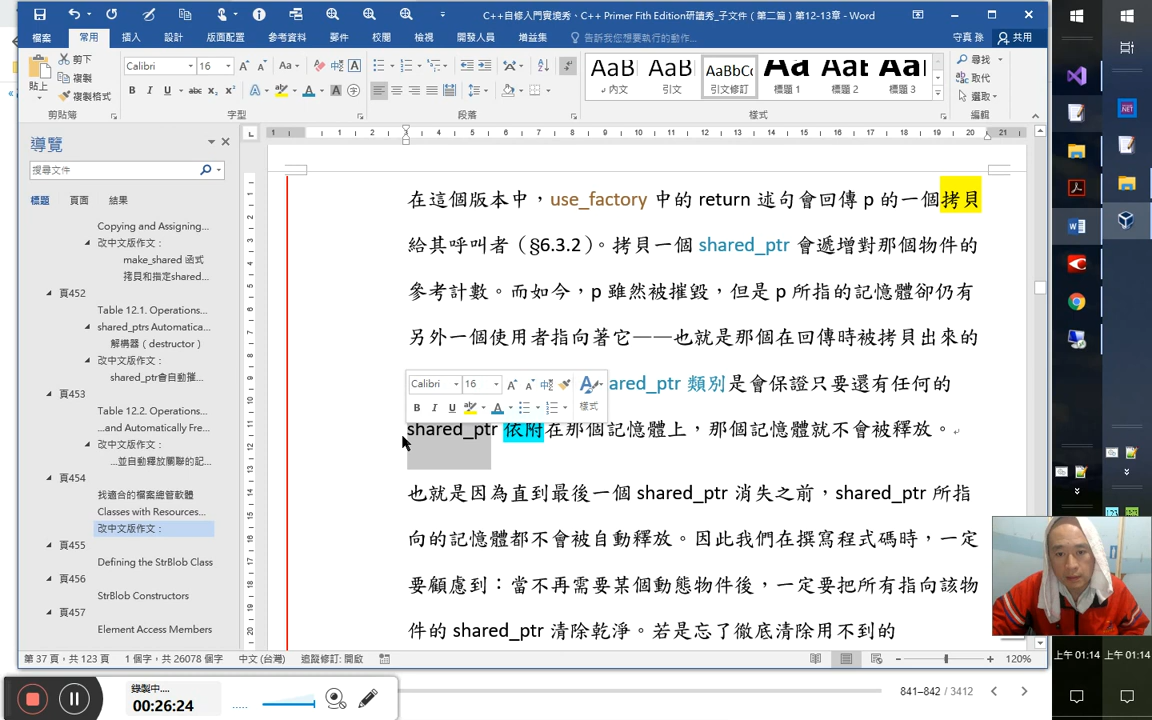 C++自修入門實境秀、C++ Primer Fith Edition研讀秀_子文件（第二篇）第12-13章 - Word
檔案 常用 插入 設計 版面配置 參考資料 郵件 校閱 檢視 開發人員 增益集 告訴我您想要執行的動作... 守真 孫 共用
貼上 剪下 複製 複製格式 剪貼簿
Calibri 16 字型
段落
AaB AaB AaBbCc Aa Aat Aal
內文 引文 引文修訂 標題 1 標題 2 標題 3
樣式
尋找 取代 選取 編輯
導覽
搜尋文件
標題 頁面 結果
Copying and Assigning...
改中文版作文：
make_shared 函式
拷貝和指定shared...
頁452
Table 12.1. Operations...
shared_ptrs Automatica...
解構器（destructor）
改中文版作文：
shared_ptr會自動摧...
頁453
Table 12.2. Operations...
...and Automatically Fre...
...並自動釋放關聯的記...
頁454
找適合的檔案總管軟體
Classes with Resources...
改中文版作文：
頁455
Defining the StrBlob Class
頁456
StrBlob Constructors
頁457
Element Access Members
在這個版本中，use_factory 中的 return 述句會回傳 p 的一個拷貝
給其呼叫者（§6.3.2）。拷貝一個 shared_ptr 會遞增對那個物件的
參考計數。而如今，p 雖然被摧毀，但是 p 所指的記憶體卻仍有
另外一個使用者指向著它——也就是那個在回傳時被拷貝出來的
ared_ptr 類別是會保證只要還有任何的
Calibri 16 樣式
shared_ptr 依附在那個記憶體上，那個記憶體就不會被釋放。
也就是因為直到最後一個 shared_ptr 消失之前，shared_ptr 所指
向的記憶體都不會被自動釋放。因此我們在撰寫程式碼時，一定
要顧慮到：當不再需要某個動態物件後，一定要把所有指向該物
件的 shared_ptr 清除乾淨。若是忘了徹底清除用不到的
第 37 頁，共 123 頁 1 個字，共 26078 個字 中文 (台灣) 追蹤修訂: 開啟 120%
錄製中....
00:26:24
841–842 / 3412
上午 01:14 上午 01:14